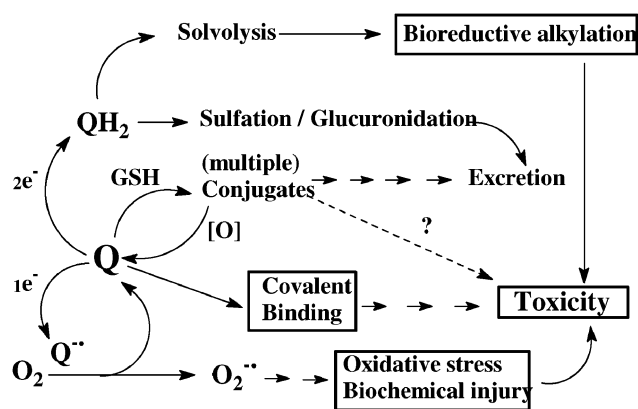 Solvolysis
Bioreductive alkylation
QH₂
Sulfation / Glucuronidation
2e⁻
GSH
(multiple)
Conjugates
Excretion
[O]
?
Q
1e⁻
Covalent
Binding
Toxicity
Q⁻•
O₂
O₂⁻•
Oxidative stress
Biochemical injury